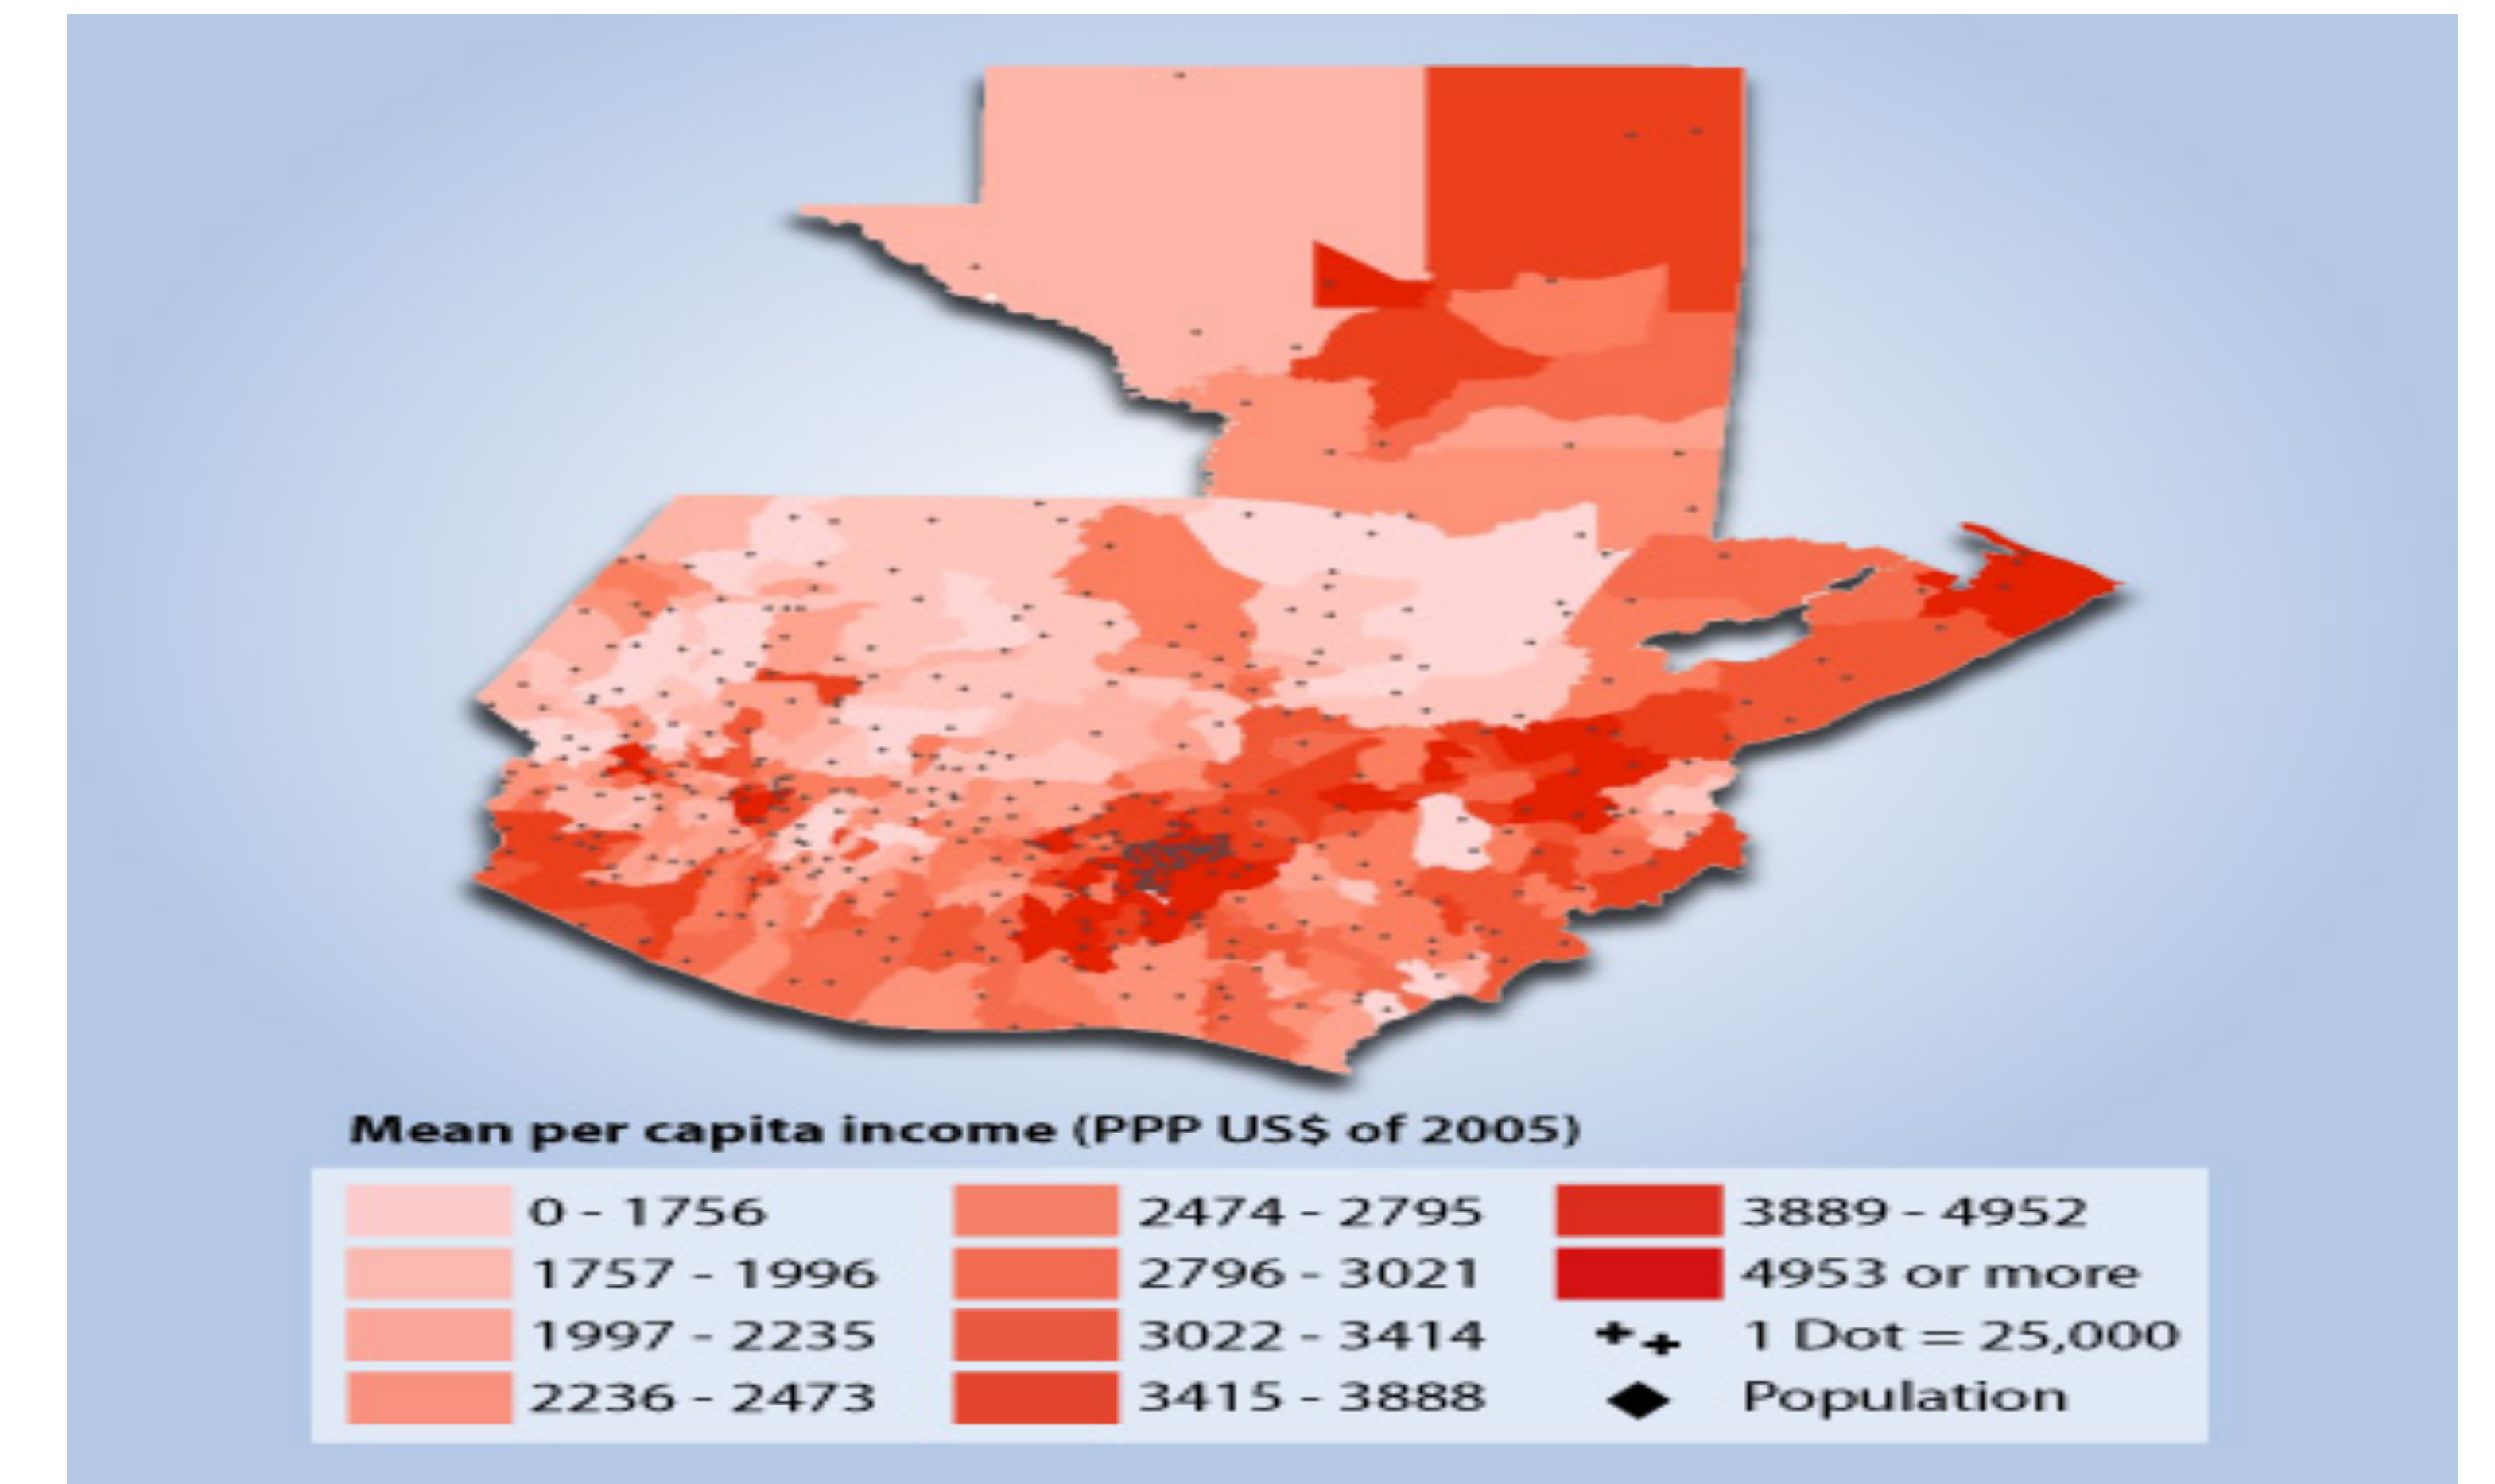 Mean per capita income (PPP US$ of 2005)
0 - 1756
1757 - 1996
1997 - 2235
2236 - 2473
2474 - 2795
2796 - 3021
3022 - 3414
3415 - 3888
3889 - 4952
4953 or more
1 Dot = 25,000
Population